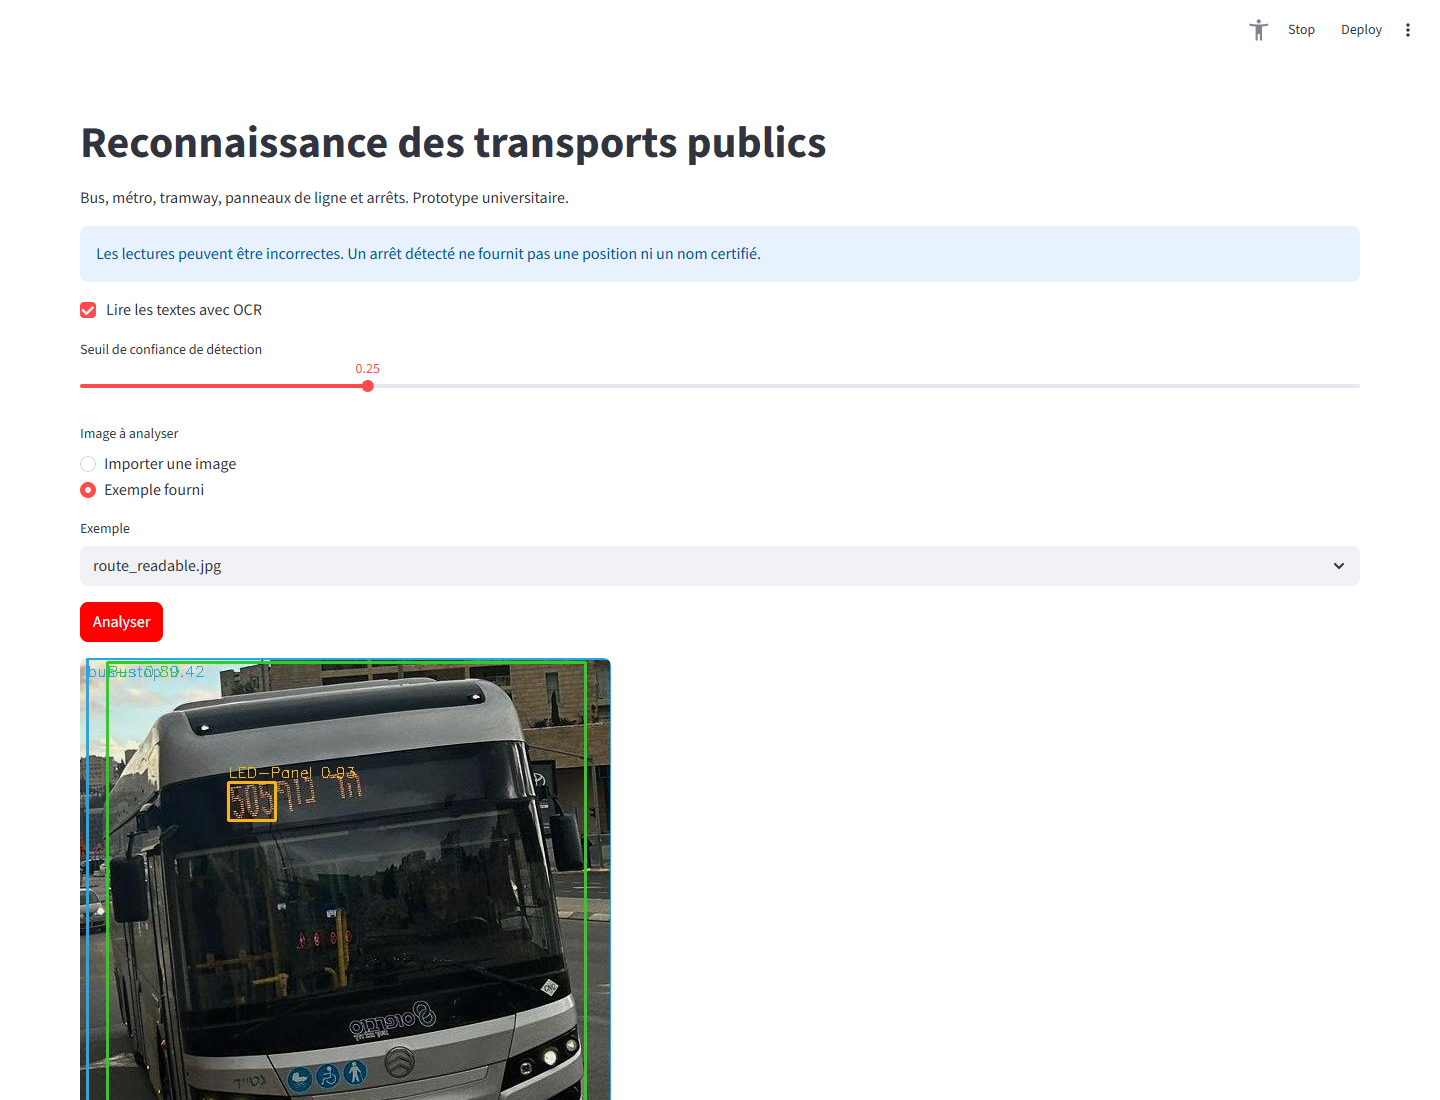 Stop
Deploy
Reconnaissance des transports publics
Bus, métro, tramway, panneaux de ligne et arrêts. Prototype universitaire.
Les lectures peuvent être incorrectes. Un arrêt détecté ne fournit pas une position ni un nom certifié.
Lire les textes avec OCR
Seuil de confiance de détection
0.25
Image à analyser
Importer une image
Exemple fourni
Exemple
route_readable.jpg
Analyser
LED-Panel 0.93
505
סופרבוס